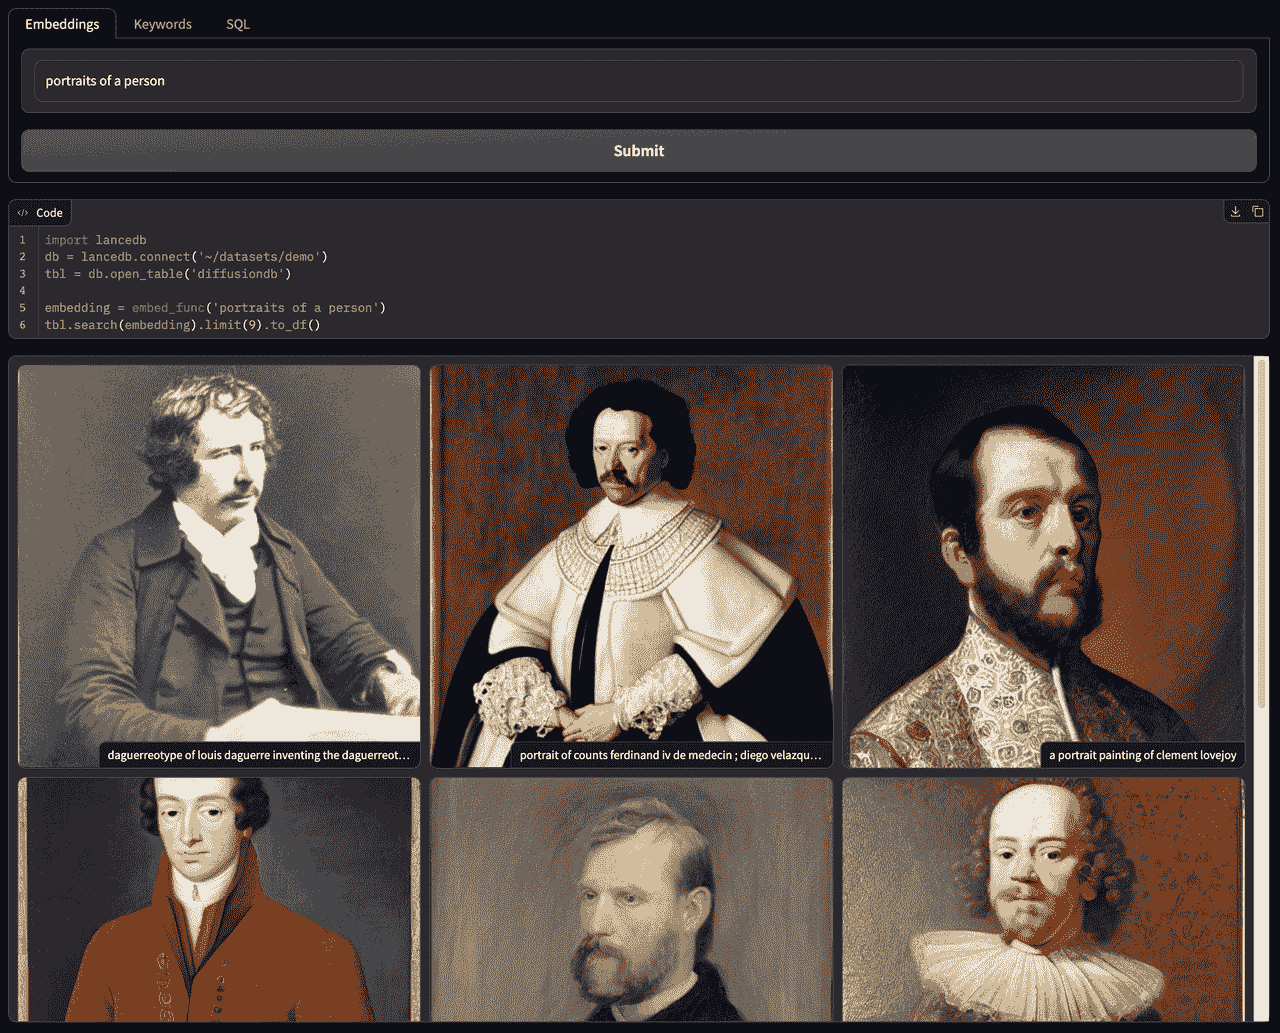 Embeddings Keywords SQL
portraits of a person
Submit
Code
1 import lancedb
2 db = lancedb.connect('~/datasets/demo')
3 tbl = db.open_table('diffusiondb')
4
5 embedding = embed_func('portraits of a person')
6 tbl.search(embedding).limit(9).to_df()
daguerreotype of louis daguerre inventing the daguerreot...
portrait of counts ferdinand iv de medecin ; diego velazqu...
a portrait painting of clement lovejoy